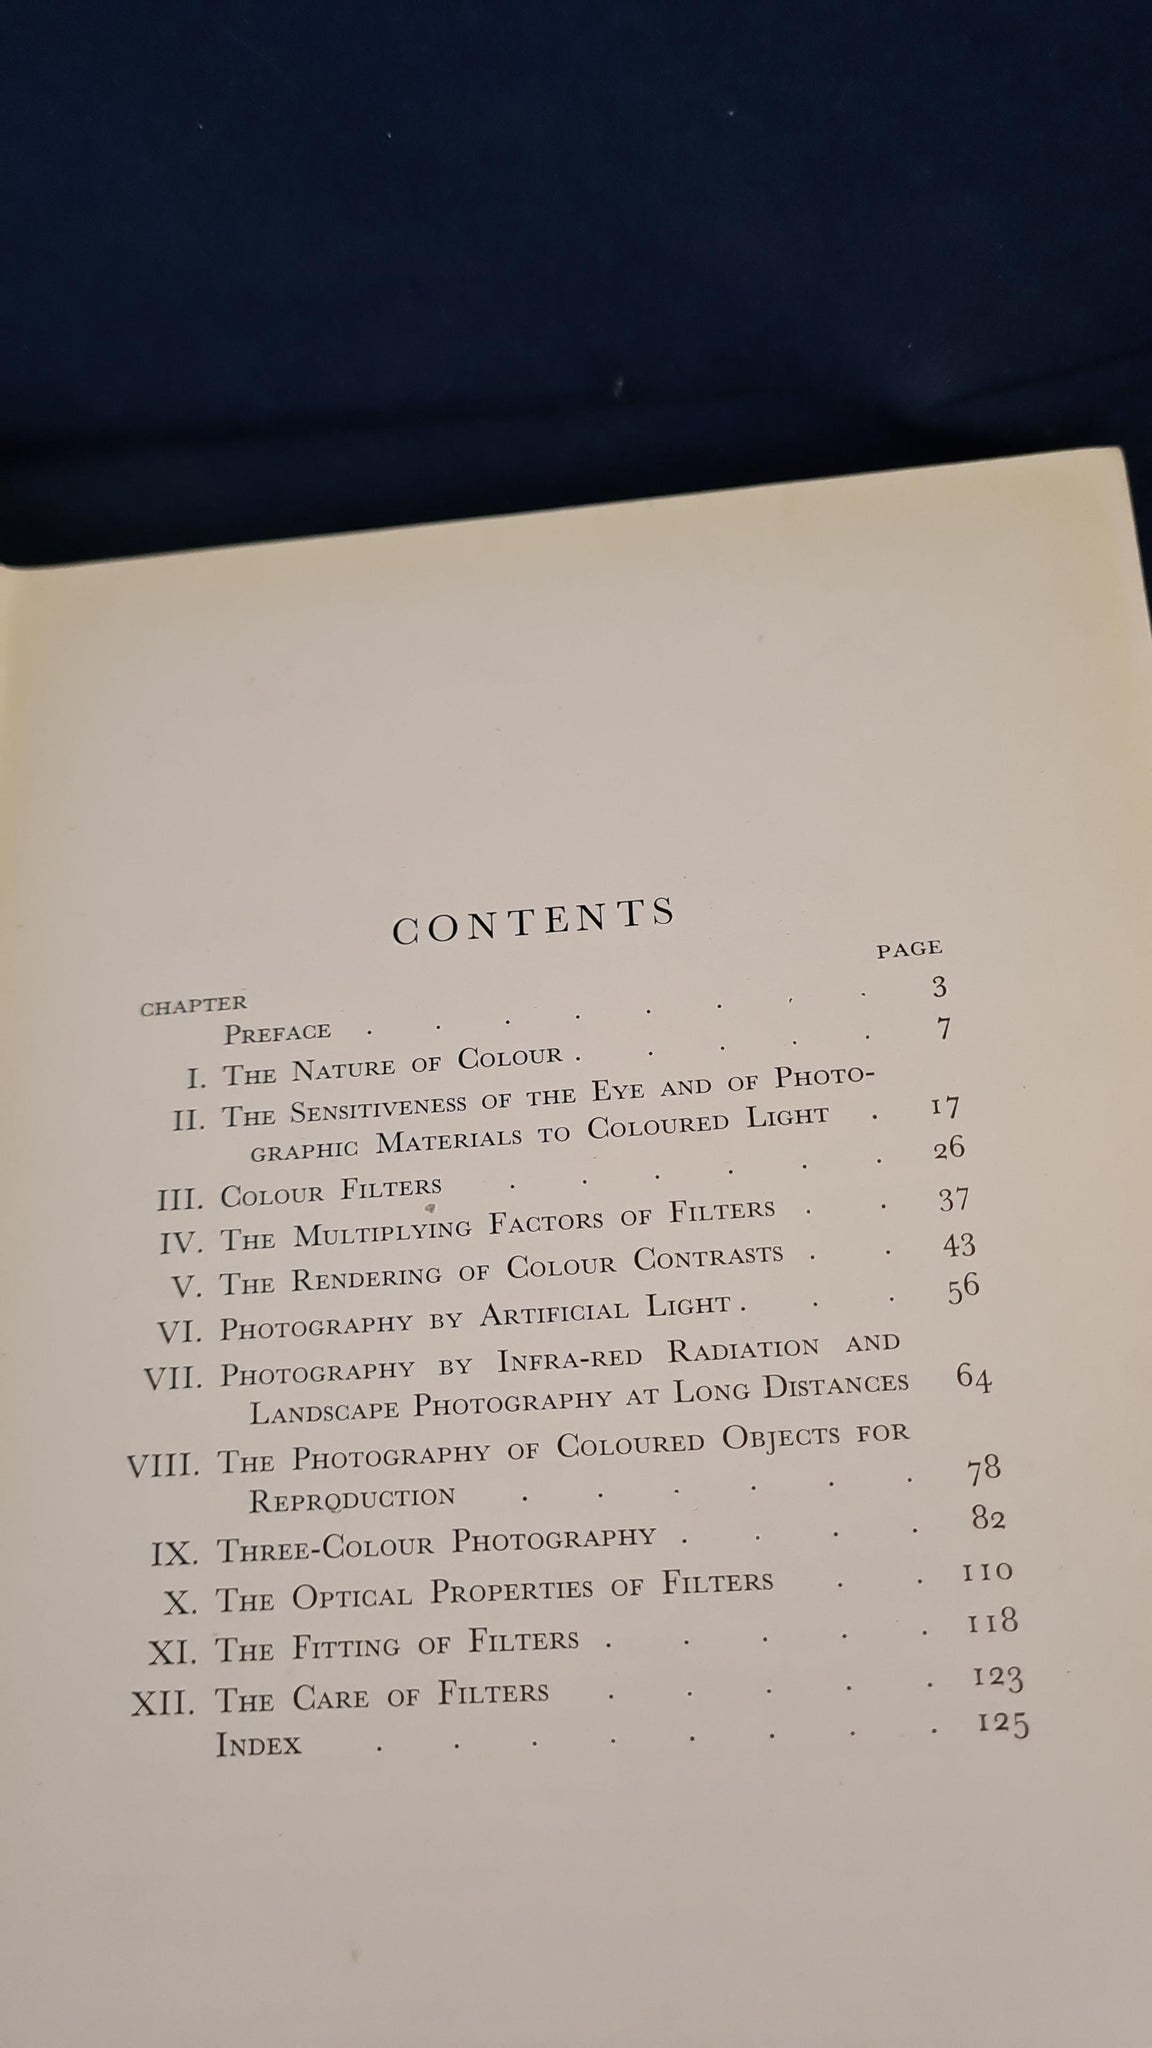 CONTENTS
CHAPTER PAGE
PREFACE . . . . . . . . 3
I. THE NATURE OF COLOUR . . . . . 7
II. THE SENSITIVENESS OF THE EYE AND OF PHOTO-
GRAPHIC MATERIALS TO COLOURED LIGHT . 17
III. COLOUR FILTERS . . . . . . 26
IV. THE MULTIPLYING FACTORS OF FILTERS . . 37
V. THE RENDERING OF COLOUR CONTRASTS . . 43
VI. PHOTOGRAPHY BY ARTIFICIAL LIGHT . . . 56
VII. PHOTOGRAPHY BY INFRA-RED RADIATION AND
LANDSCAPE PHOTOGRAPHY AT LONG DISTANCES 64
VIII. THE PHOTOGRAPHY OF COLOURED OBJECTS FOR
REPRODUCTION . . . . . . 78
IX. THREE-COLOUR PHOTOGRAPHY . . . . 82
X. THE OPTICAL PROPERTIES OF FILTERS . . 110
XI. THE FITTING OF FILTERS . . . . . 118
XII. THE CARE OF FILTERS . . . . . 123
INDEX . . . . . . . . 125